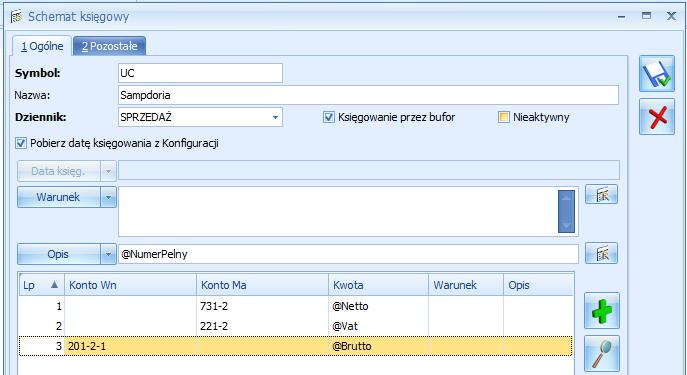 Schemat księgowy
1 Ogólne 2 Pozostałe
Symbol: UC
Nazwa: Sampdoria
Dziennik: SPRZEDAŻ Księgowanie przez bufor Nieaktywny
Pobierz datę księgowania z Konfiguracji
Data księg.
Warunek
Opis @NumerPelny
Lp Konto Wn Konto Ma Kwota Warunek Opis
1 731-2 @Netto
2 221-2 @Vat
3 201-2-1 @Brutto